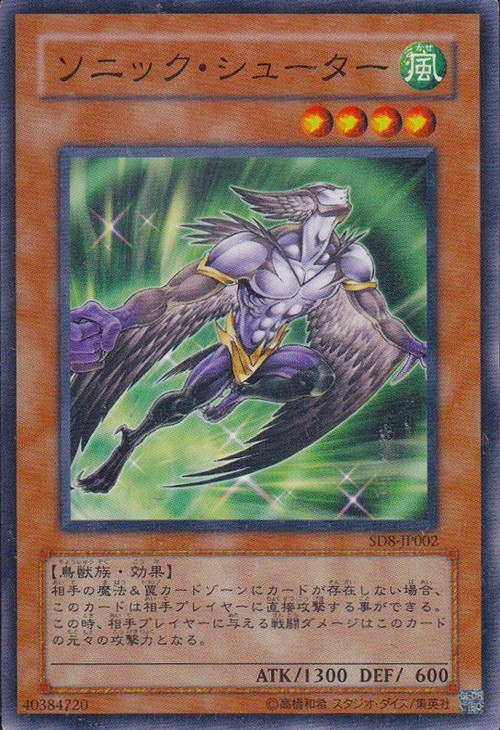 ソニック・シューター
風
SD8-JP002
【鳥獣族・効果】
相手の魔法&罠カードゾーンにカードが存在しない場合、
このカードは相手プレイヤーに直接攻撃する事ができる。
この時、相手プレイヤーに与える戦闘ダメージはこのカード
の元々の攻撃力となる。
ATK/1300 DEF/ 600
40384720 ©高橋和希 スタジオ・ダイス/集英社